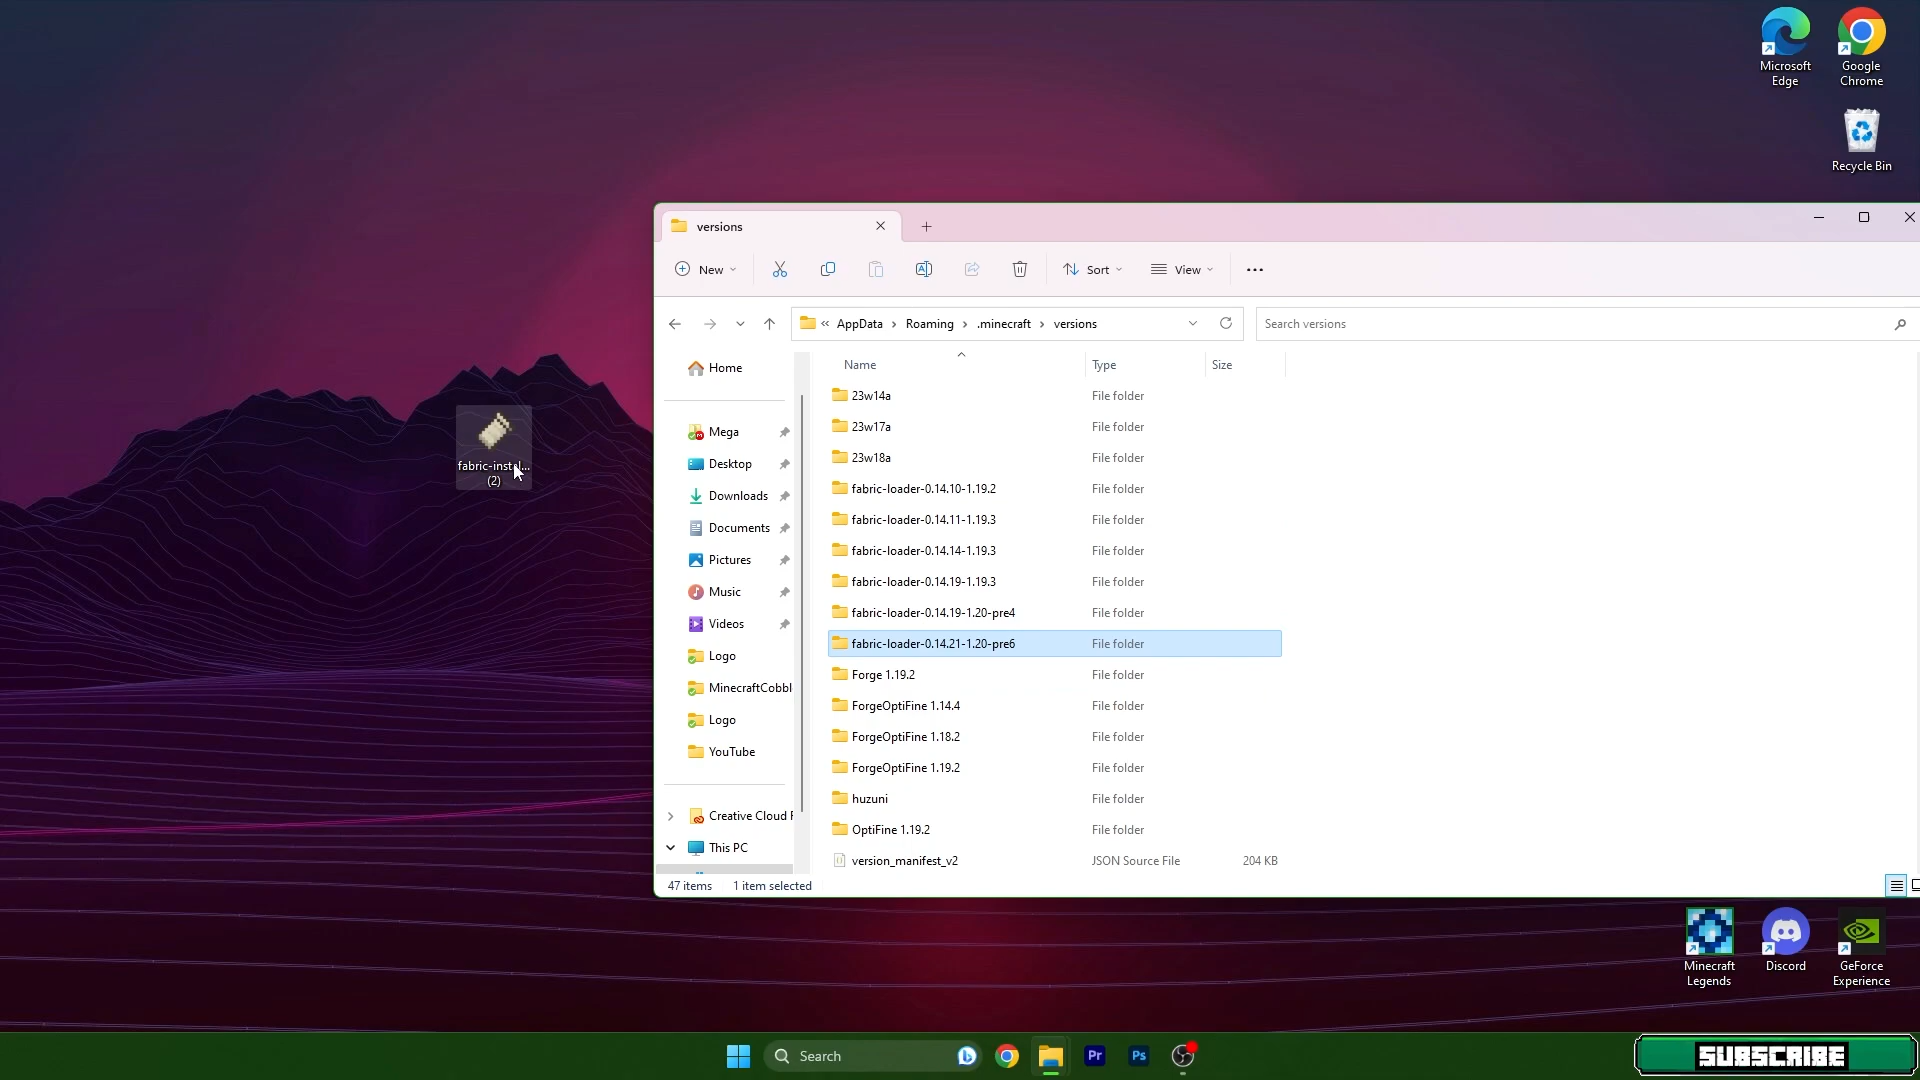 Microsoft
Edge
Google
Chrome
Recycle Bin
versions
New
Sort
View
AppData
Roaming
.minecraft
versions
Search versions
Home
Mega
Desktop
Downloads
Documents
Pictures
Music
Videos
Logo
MinecraftCobbl
Logo
YouTube
Creative Cloud F
This PC
Name Type Size
23w14a File folder
23w17a File folder
23w18a File folder
fabric-loader-0.14.10-1.19.2 File folder
fabric-loader-0.14.11-1.19.3 File folder
fabric-loader-0.14.14-1.19.3 File folder
fabric-loader-0.14.19-1.19.3 File folder
fabric-loader-0.14.19-1.20-pre4 File folder
fabric-loader-0.14.21-1.20-pre6 File folder
Forge 1.19.2 File folder
ForgeOptiFine 1.14.4 File folder
ForgeOptiFine 1.18.2 File folder
ForgeOptiFine 1.19.2 File folder
huzuni File folder
OptiFine 1.19.2 File folder
version_manifest_v2 JSON Source File 204 KB
47 items 1 item selected
fabric-instal...
(2)
Minecraft
Legends
Discord
GeForce
Experience
Search
Pr
Ps
SUBSCRIBE